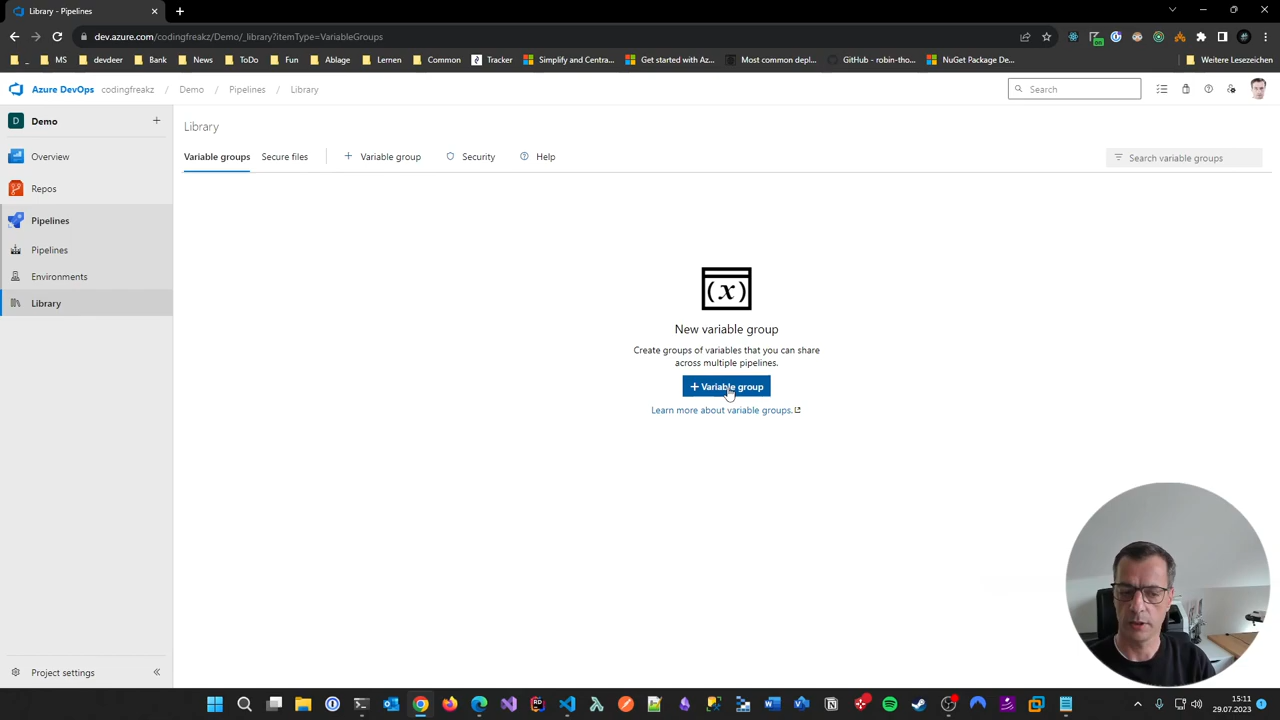 Library - Pipelines
dev.azure.com/codingfreakz/Demo/_library?itemType=VariableGroups
MS
devdeer
Bank
News
ToDo
Fun
Ablage
Lernen
Common
Tracker
Simplify and Centra...
Get started with Az...
Most common depl...
GitHub - robin-tho...
NuGet Package De...
Weitere Lesezeichen
Azure DevOps codingfreakz / Demo / Pipelines / Library
Search
D Demo
Library
Overview
Variable groups Secure files + Variable group Security Help
Search variable groups
Repos
Pipelines
Pipelines
Environments
Library
(x)
New variable group
Create groups of variables that you can share
across multiple pipelines.
+ Variable group
Learn more about variable groups.
Project settings
15:11
29.07.2023